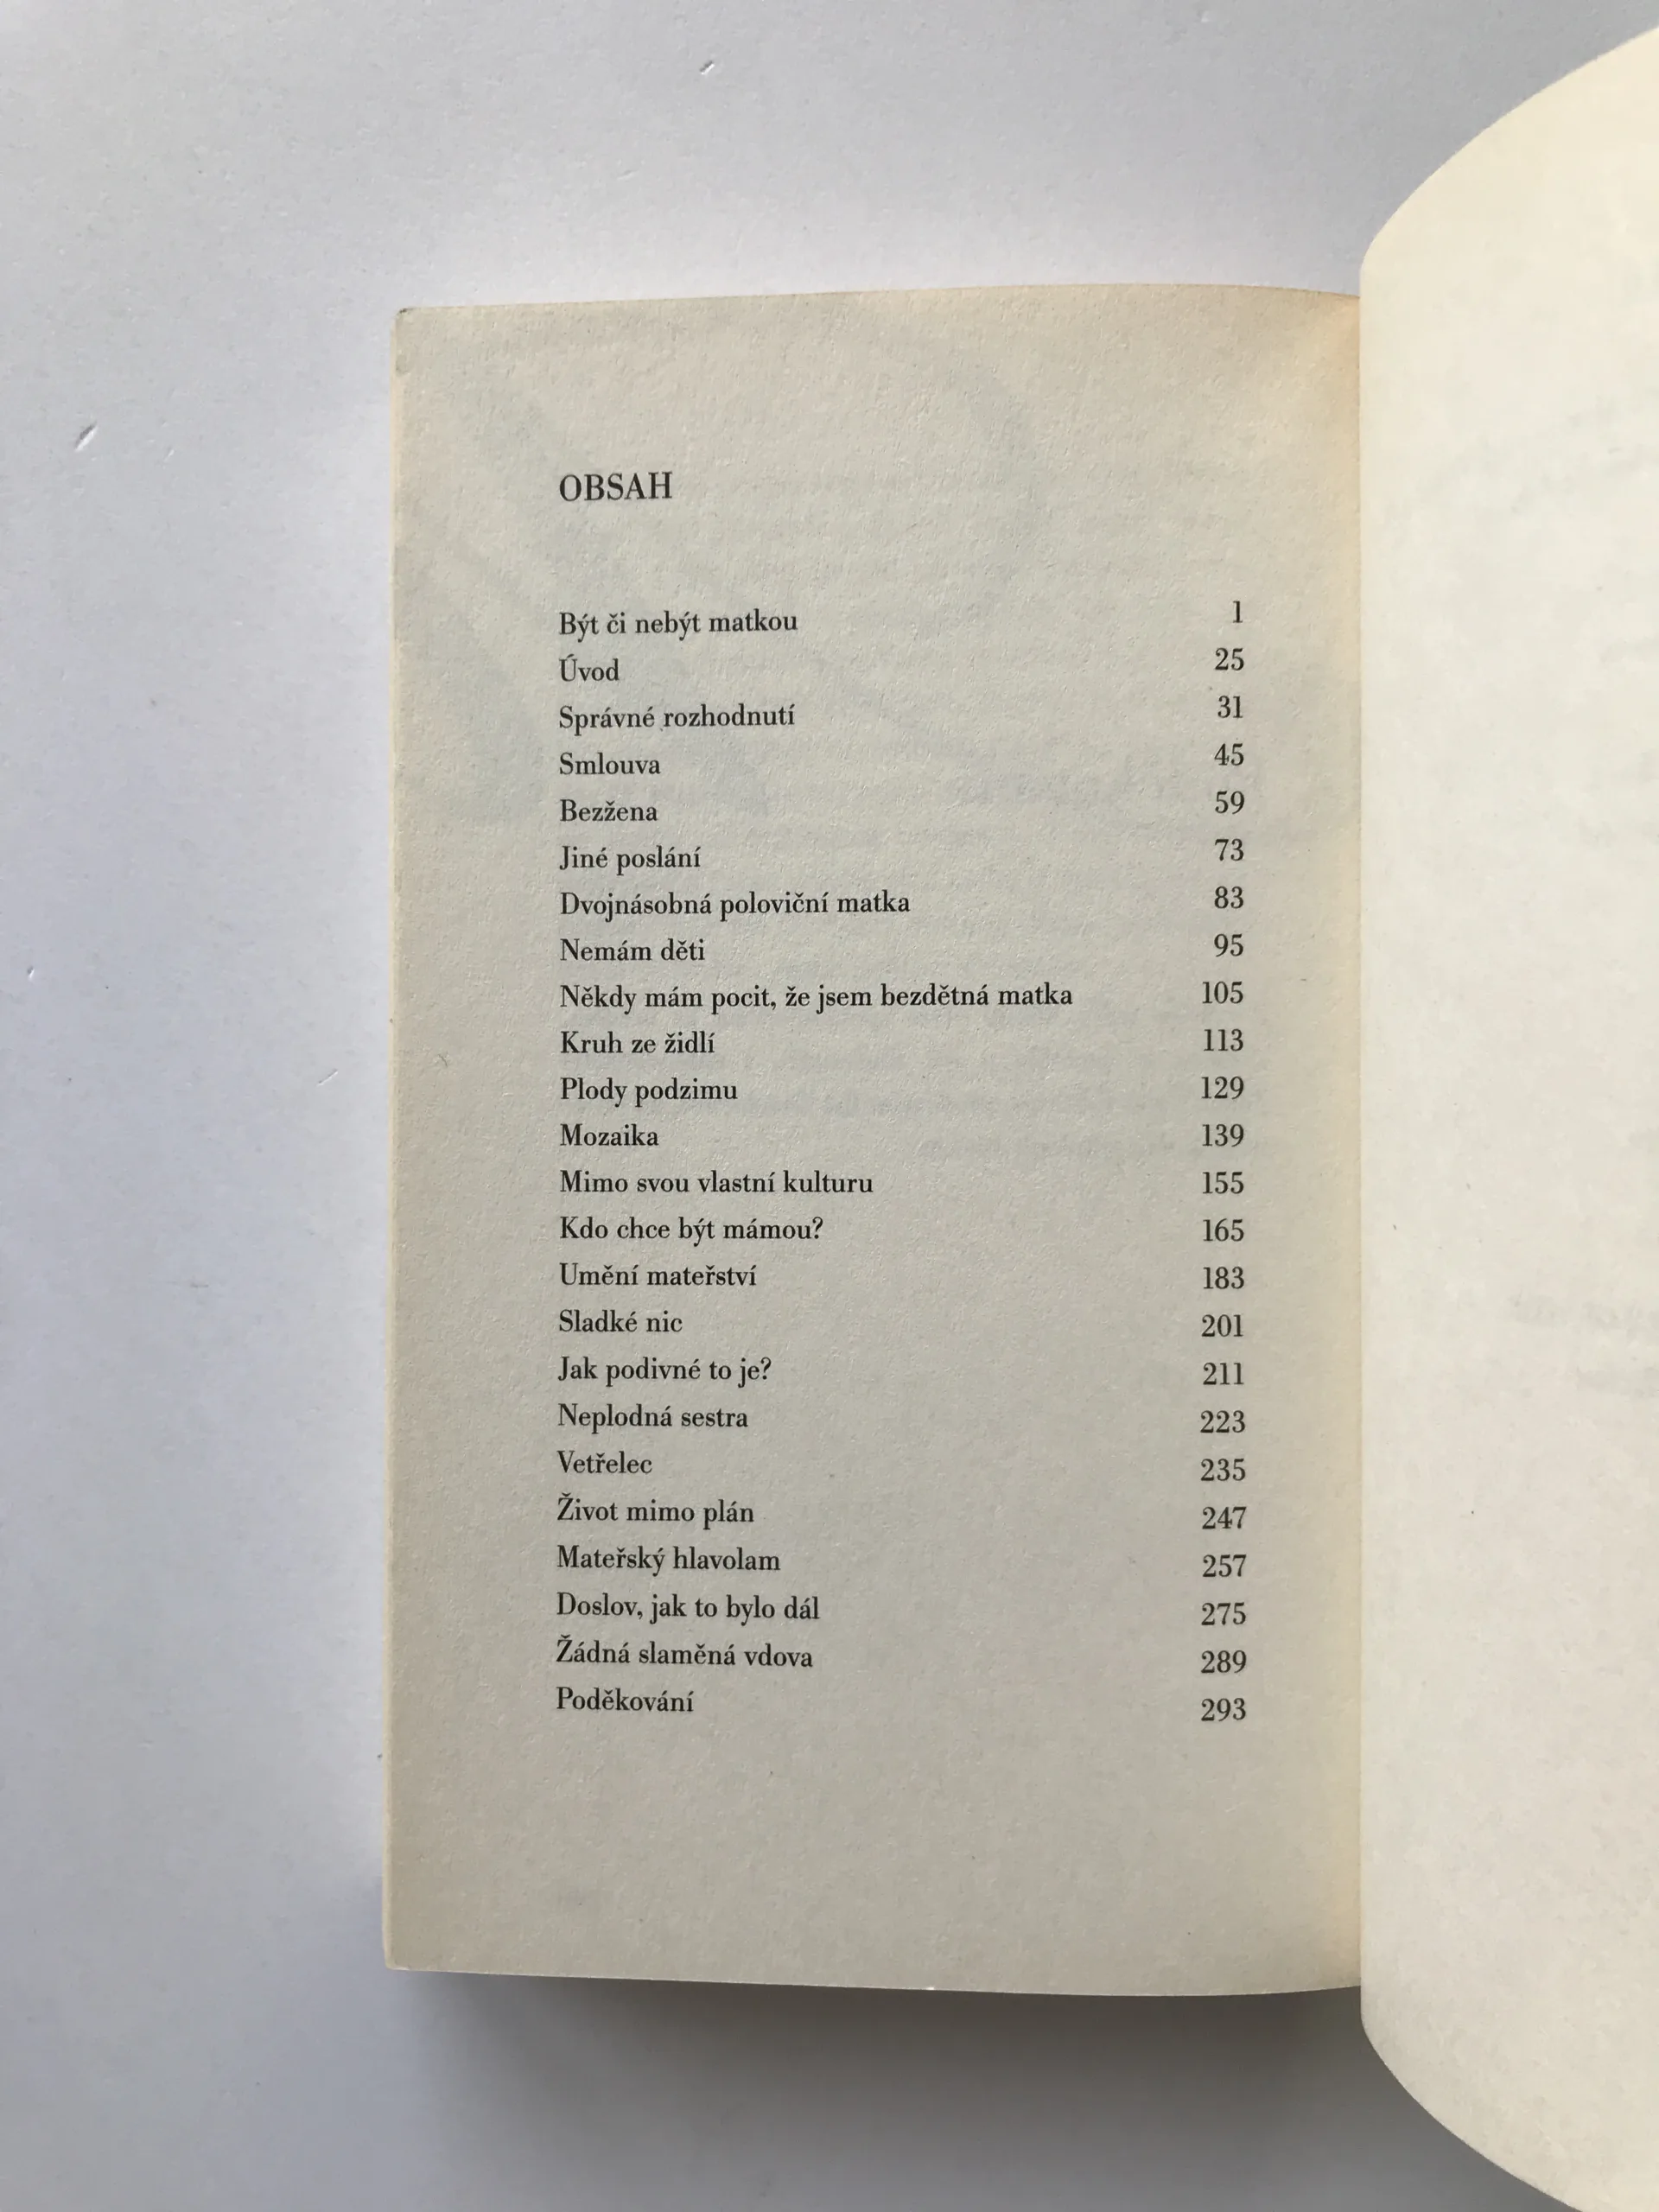 OBSAH
Být či nebýt matkou 1
Úvod 25
Správné rozhodnutí 31
Smlouva 45
Bezžena 59
Jiné poslání 73
Dvojnásobná poloviční matka 83
Nemám děti 95
Někdy mám pocit, že jsem bezdětná matka 105
Kruh ze židlí 113
Plody podzimu 129
Mozaika 139
Mimo svou vlastní kulturu 155
Kdo chce být mámou? 165
Umění mateřství 183
Sladké nic 201
Jak podivné to je? 211
Neplodná sestra 223
Vetřelec 235
Život mimo plán 247
Mateřský hlavolam 257
Doslov, jak to bylo dál 275
Žádná slaměná vdova 289
Poděkování 293